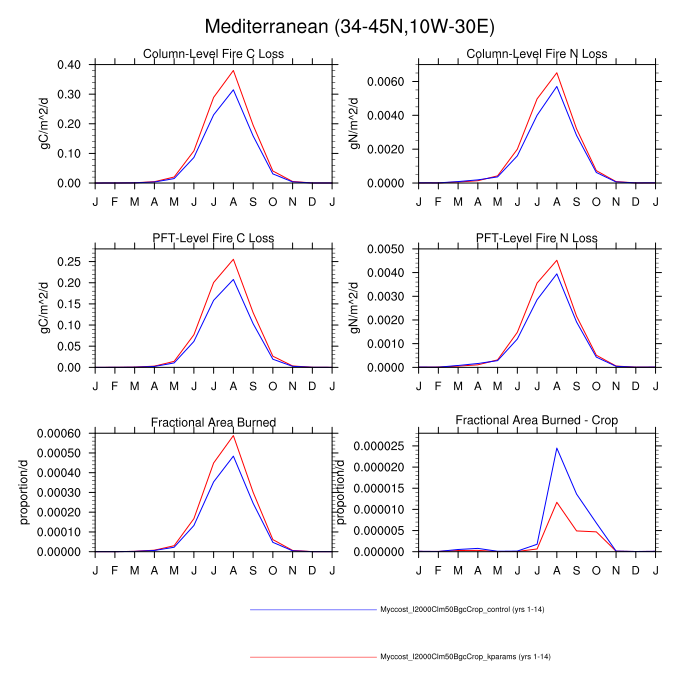 Mediterranean (34-45N,10W-30E)
Column-Level Fire C Loss
gC/m^2/d
0.40
0.30
0.20
0.10
0.00
J F M A M J J A S O N D J
Column-Level Fire N Loss
gN/m^2/d
0.0060
0.0040
0.0020
0.0000
J F M A M J J A S O N D J
PFT-Level Fire C Loss
gC/m^2/d
0.25
0.20
0.15
0.10
0.05
0.00
J F M A M J J A S O N D J
PFT-Level Fire N Loss
gN/m^2/d
0.0050
0.0040
0.0030
0.0020
0.0010
0.0000
J F M A M J J A S O N D J
Fractional Area Burned
proportion/d
0.00060
0.00050
0.00040
0.00030
0.00020
0.00010
0.00000
J F M A M J J A S O N D J
Fractional Area Burned - Crop
proportion/d
0.000025
0.000020
0.000015
0.000010
0.000005
0.000000
J F M A M J J A S O N D J
Myccost_I2000Clm50BgcCrop_control (yrs 1-14)
Myccost_I2000Clm50BgcCrop_kparams (yrs 1-14)